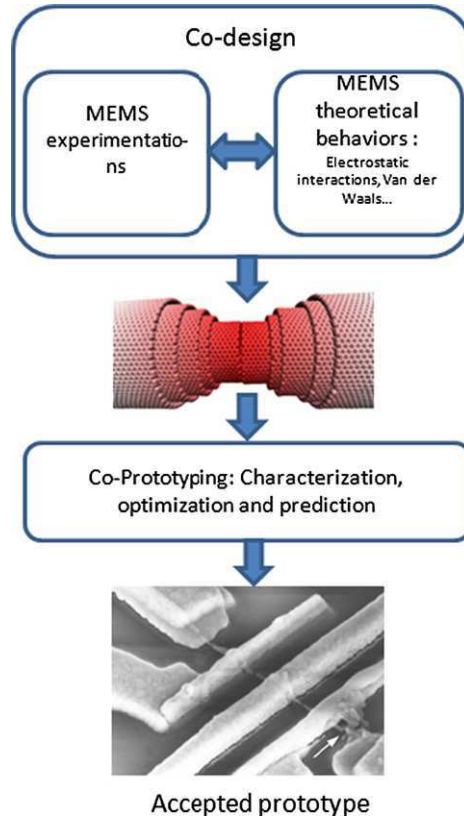 Co-design
MEMS
experimentatio-
ns
MEMS
theoretical
behaviors :
Electrostatic
interactions, Van der
Waals...
Co-Prototyping: Characterization,
optimization and prediction
Accepted prototype